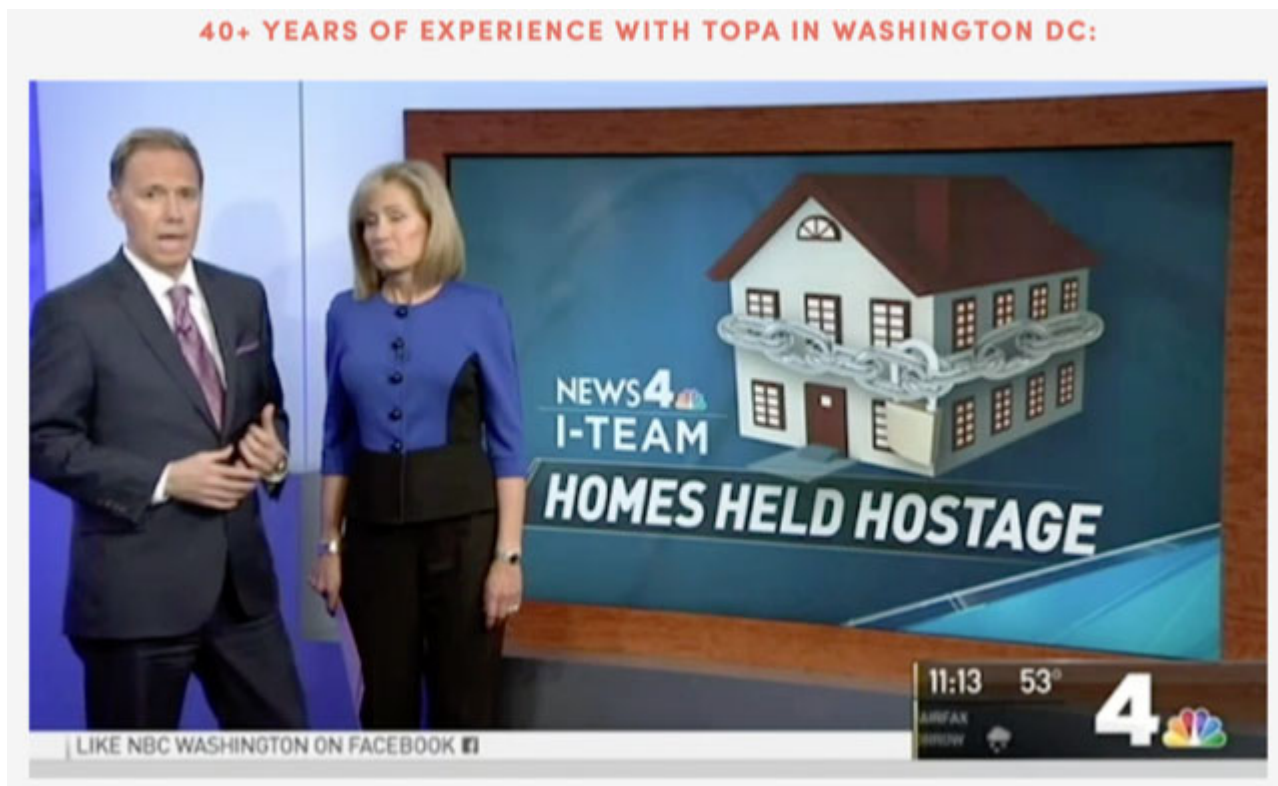 40+ YEARS OF EXPERIENCE WITH TOPA IN WASHINGTON DC:
NEWS4
I-TEAM
HOMES HELD HOSTAGE
11:13 53°
4
LIKE NBC WASHINGTON ON FACEBOOK